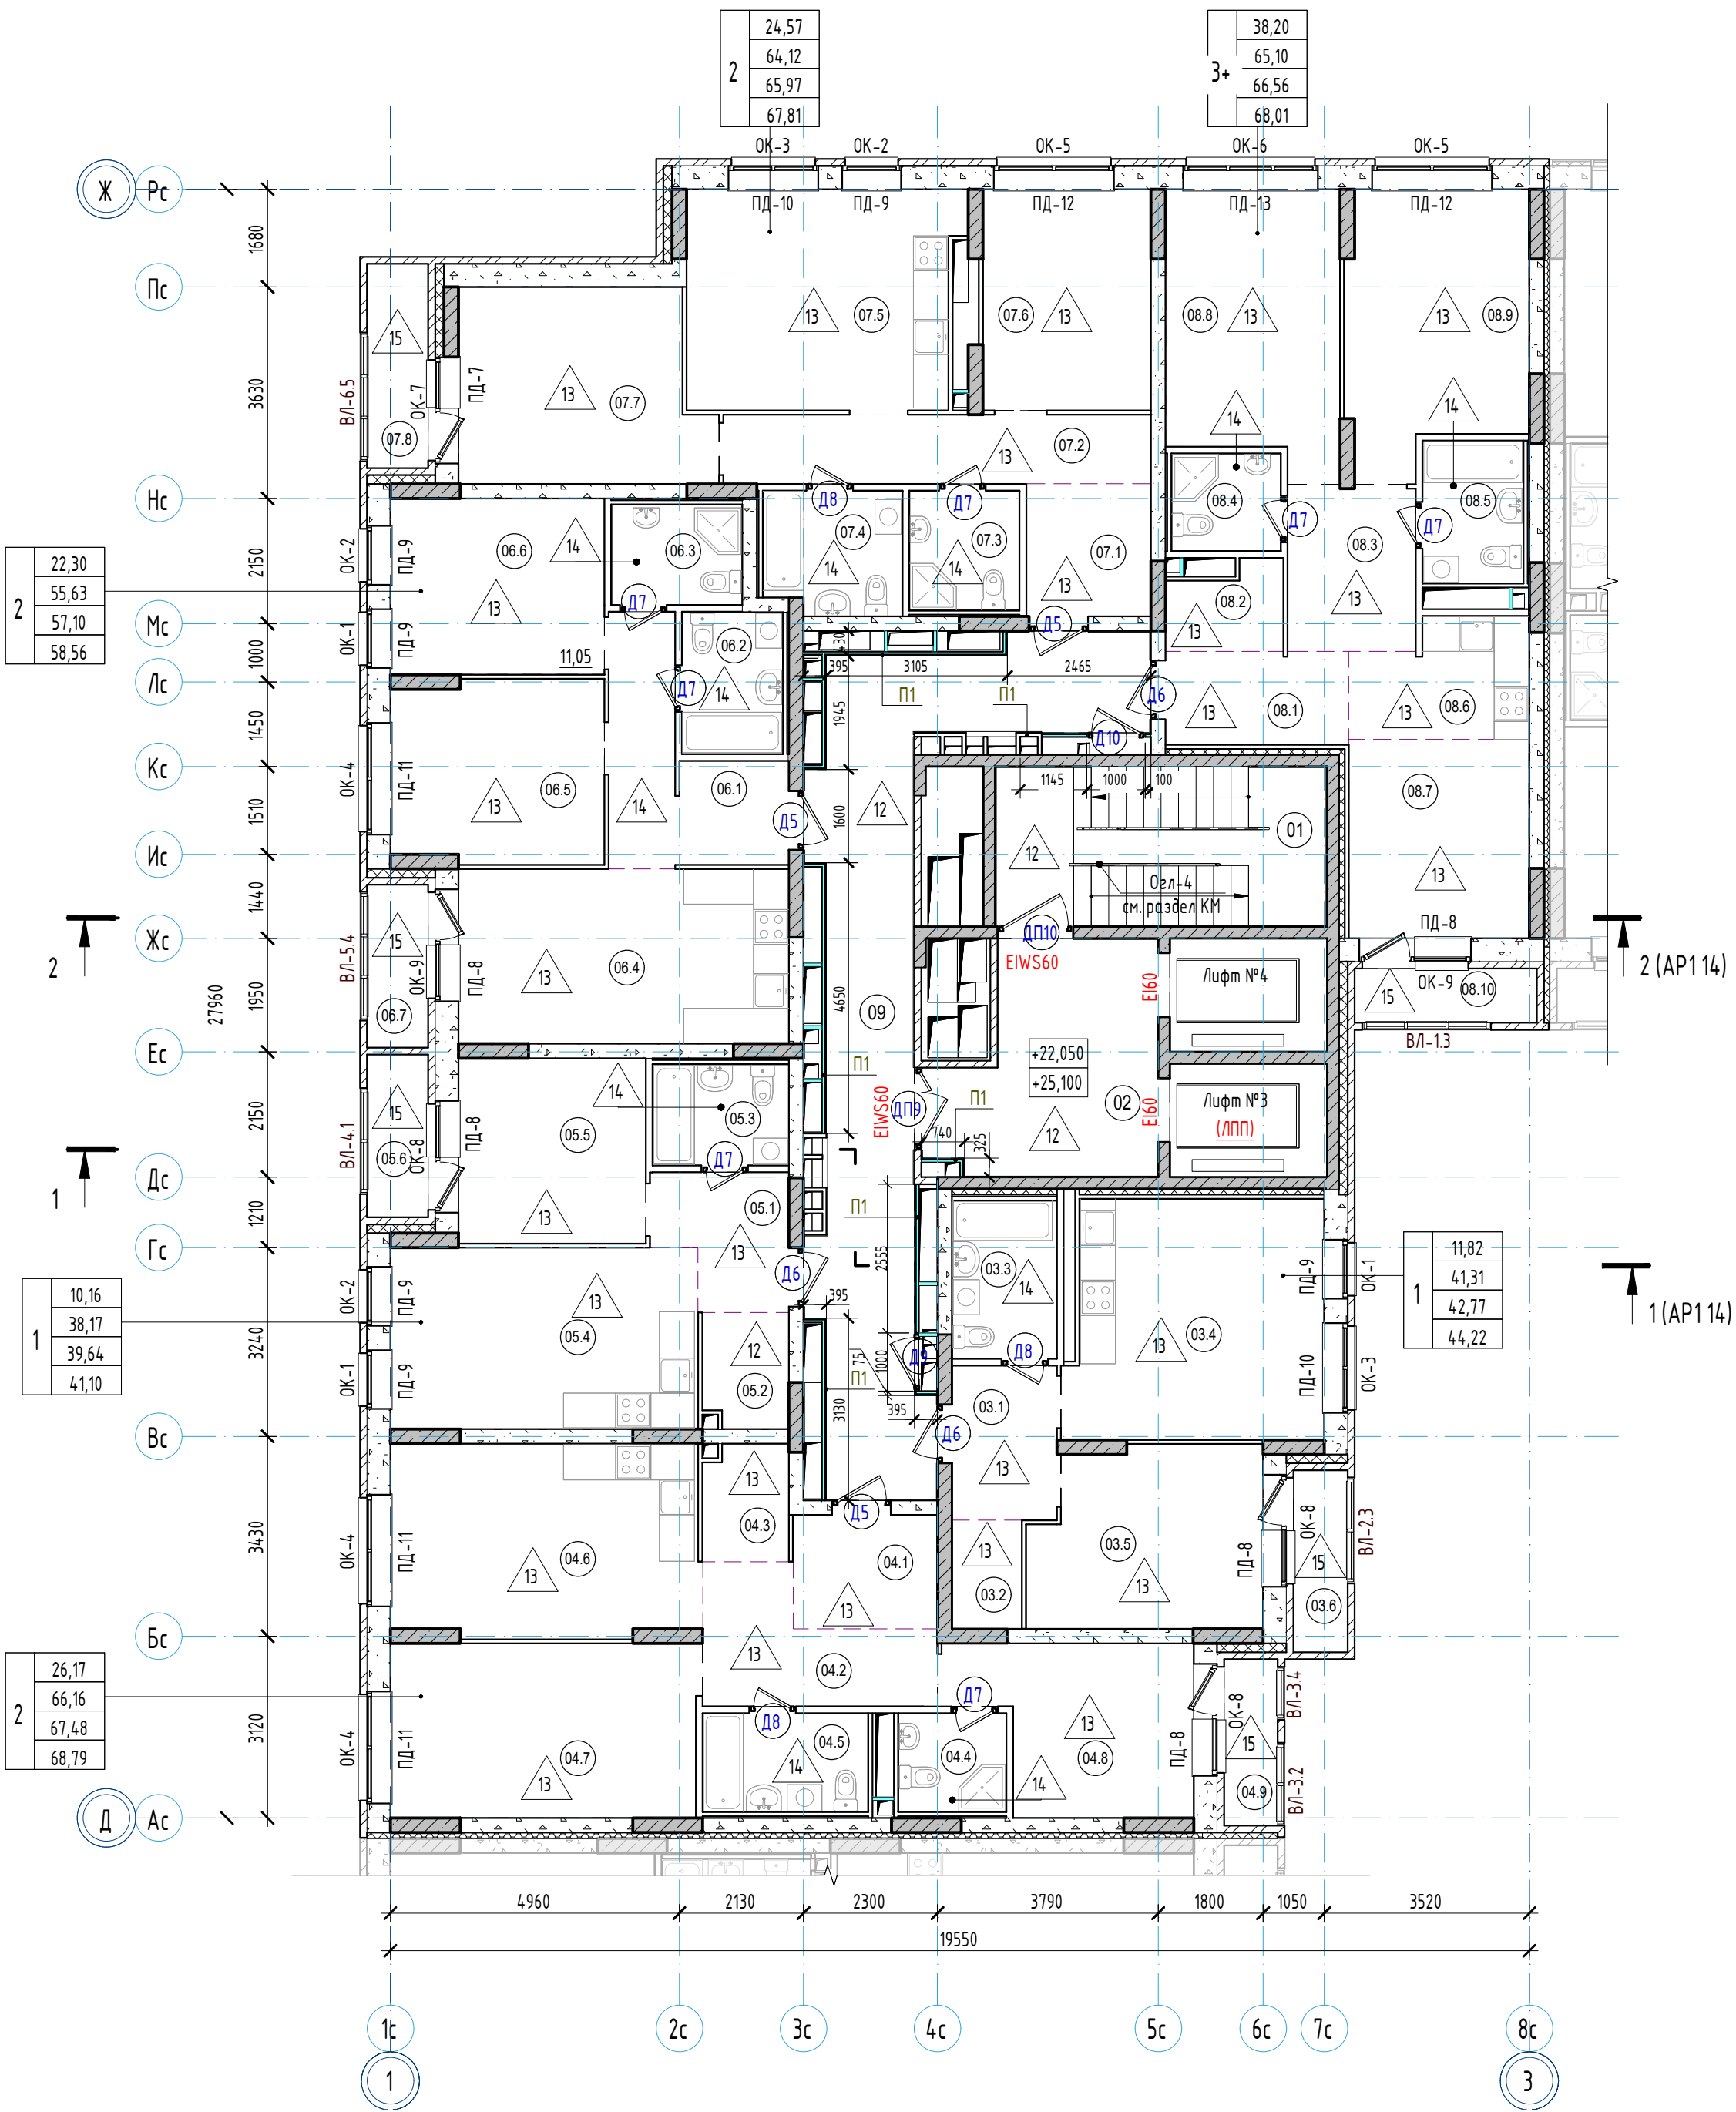 24,57
64,12
2
65,97
67,81
38,20
65,10
3+
66,56
68,01
ОК-3
ОК-2
ОК-5
ОК-6
ОК-5
Ж
Рс
ПД-10
ПД-9
ПД-12
ПД-13
ПД-12
1680
Пс
15
13
07.5
07.6
13
08.8
13
13
08.9
3630
ВЛ-6.5
ОК-7
ПД-7
13
07.7
07.8
14
14
13
07.2
Нс
Д8
Д7
08.4
Д7
08.5
Д7
2150
22,30
55,63
2
57,10
58,56
ОК-2
ПД-9
06.6
14
06.3
07.4
14
07.3
14
07.1
13
08.3
13
13
Д7
08.2
13
Мс
ОК-1
ПД-9
Д5
1000
11,05
06.2
14
Д7
430
395
3105
2465
П1
П1
Д6
Лс
1945
13
08.1
13
08.6
1450
Д10
Кс
ОК-4
ПД-11
13
06.5
14
06.1
1145
1000
100
08.7
1510
Д5
1600
12
12
01
Ис
Огл-4
см. раздел КМ
13
1440
15
ПД-8
Жс
2
ВЛ-5.4
ОК-9
ПД-8
13
06.4
ДП10
EIWS60
EI60
Лифт №4
2 (АР1 14)
15
ОК-9
08.10
27960
1950
06.7
4650
09
ВЛ-1.3
Ес
+22,050
+25,100
П1
2150
15
05.6
ВЛ-4.1
ОК-8
ПД-8
05.5
14
05.3
EIWS60
ДП9
П1
02
12
EI60
Лифт №3
(ЛПП)
740
325
1
Дс
Д7
13
05.1
13
П1
1210
Гс
2555
03.3
14
11,82
41,31
1
42,77
44,22
1 (АР1 14)
10,16
38,17
1
39,64
41,10
ОК-2
ПД-9
13
05.4
Д6
395
ПД-9
ОК-1
3240
12
05.2
75
1000
П1
Д9
Д8
13
03.4
ОК-1
ПД-9
ПД-10
ОК-3
3130
395
03.1
Вс
Д6
13
04.3
13
3430
ОК-4
ПД-11
13
04.6
Д5
04.1
13
13
03.2
03.5
13
ПД-8
ОК-8
15
03.6
ВЛ-2.3
Бс
26,17
66,16
2
67,48
68,79
13
04.2
Д7
13
04.8
ПД-8
ОК-8
15
ВЛ-3.4
3120
ОК-4
ПД-11
04.7
13
Д8
04.5
14
04.4
14
04.9
ВЛ-3.2
Д
Ас
4960
2130
2300
3790
1800
1050
3520
19550
1с
2с
3с
4с
5с
6с
7с
8с
1
3